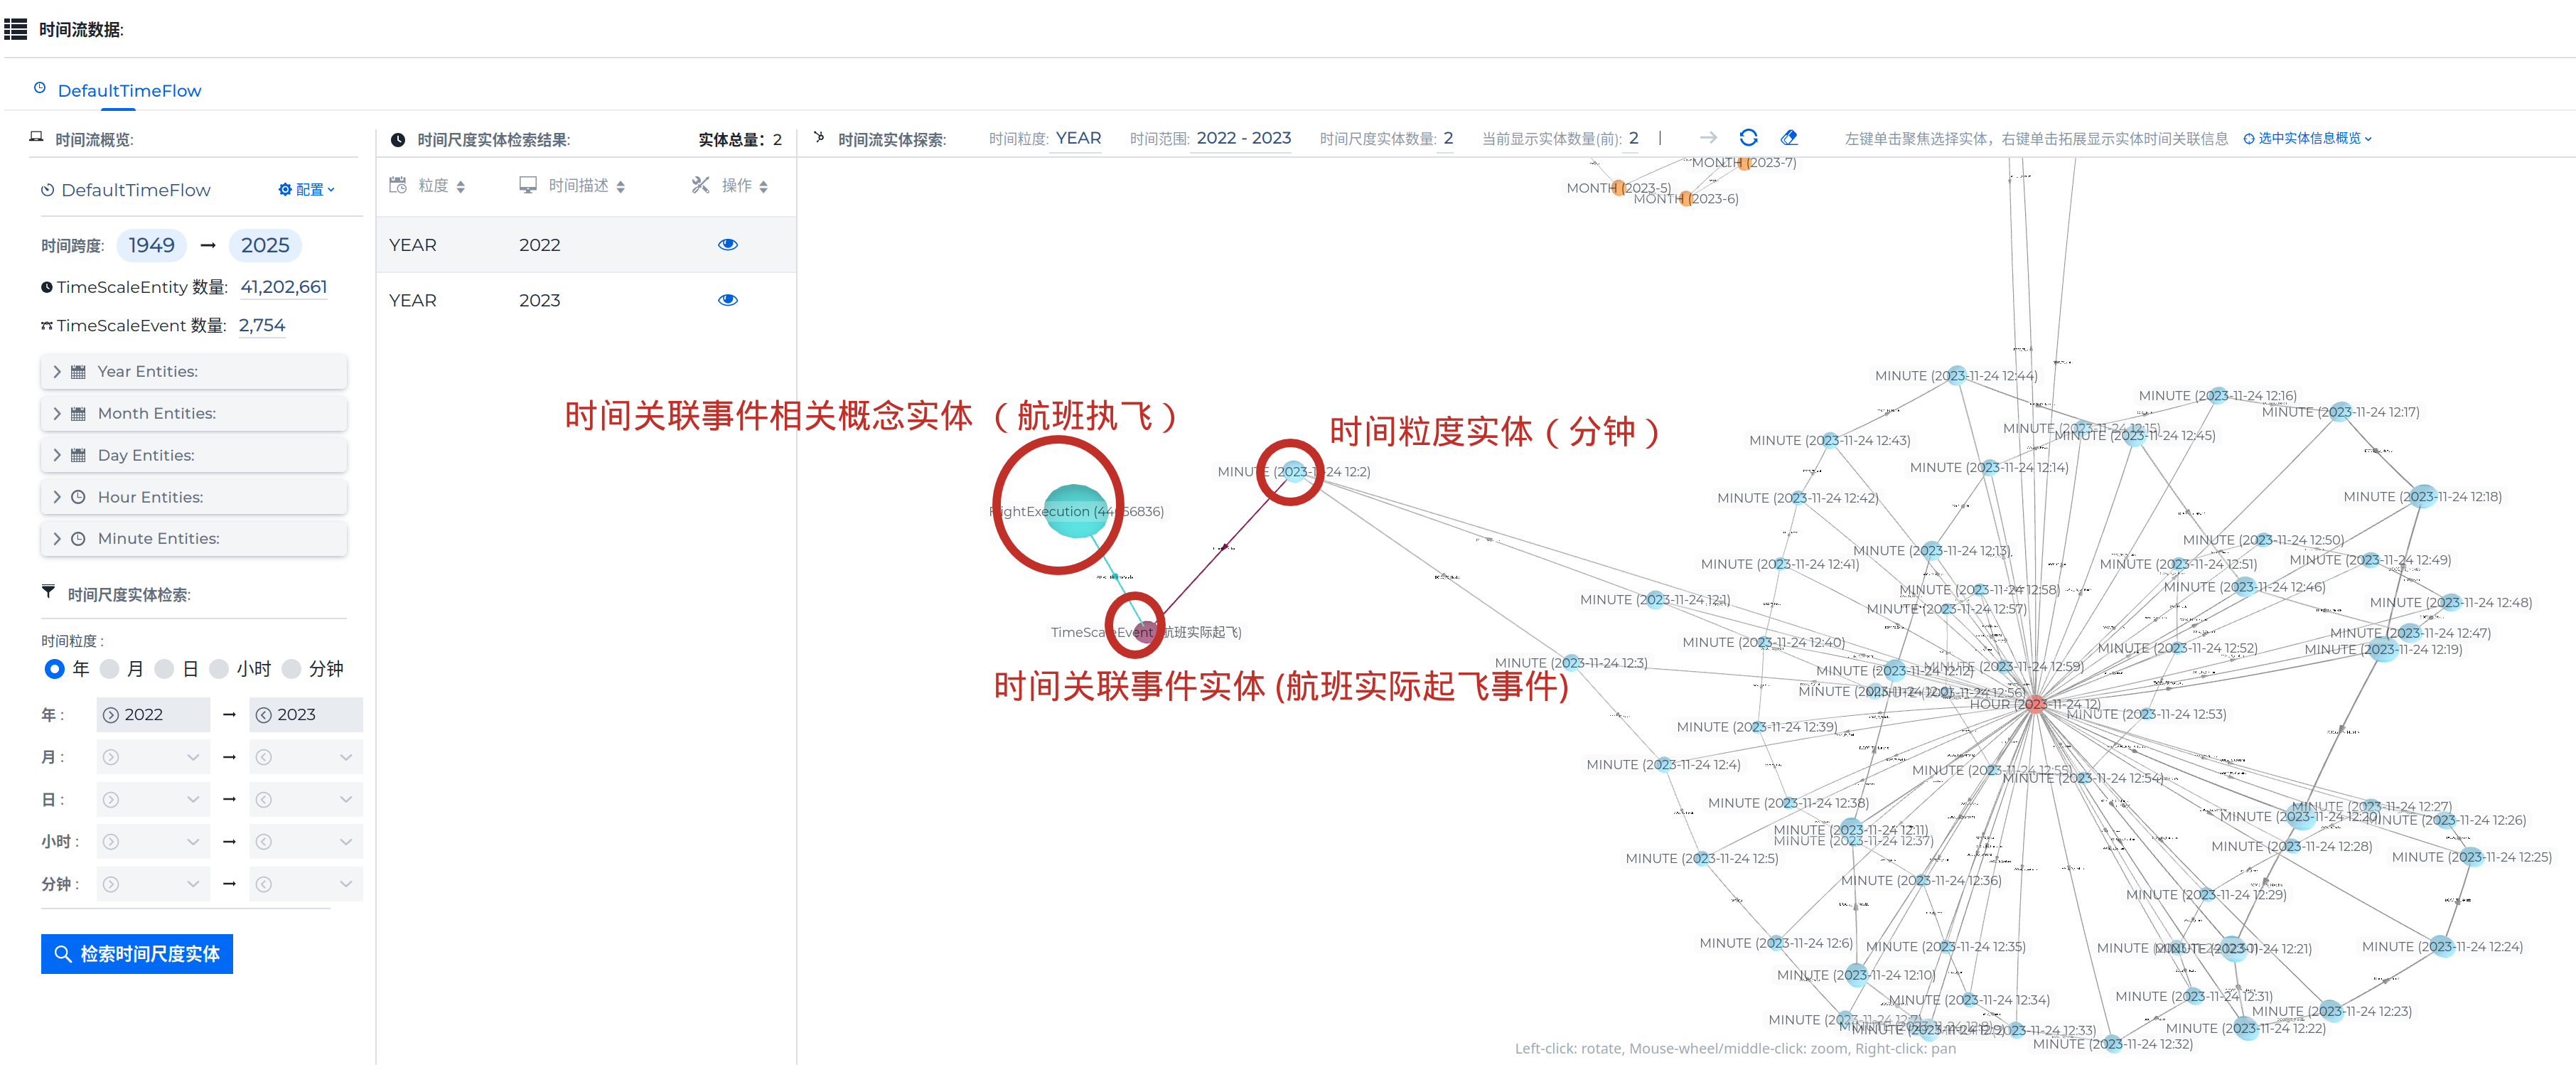 时间流数据:
DefaultTimeFlow
时间流概览:
DefaultTimeFlow 配置
时间跨度: 1949 → 2025
TimeScaleEntity 数量: 41,202,661
TimeScaleEvent 数量: 2,754
Year Entities:
Month Entities:
Day Entities:
Hour Entities:
Minute Entities:
时间尺度实体检索:
时间粒度 :
年 月 日 小时 分钟
年 : 2022 → 2023
月 : →
日 : →
小时 : →
分钟 : →
检索时间尺度实体
时间尺度实体检索结果: 实体总量: 2
粒度 时间描述 操作
YEAR 2022
YEAR 2023
时间流实体探索: 时间粒度: YEAR 时间范围: 2022 - 2023 时间尺度实体数量: 2 当前显示实体数量(前): 2 | 左键单击聚焦选择实体，右键单击拓展显示实体时间关联信息 选中实体信息概览
MONTH (2023-7)
MONTH (2023-5)
MONTH (2023-6)
时间关联事件相关概念实体（航班执飞）
时间粒度实体（分钟）
MINUTE (2023-11-24 12:2)
FlightExecution (44056836)
TimeScaleEvent (航班实际起飞)
时间关联事件实体 (航班实际起飞事件)
MINUTE (2023-11-24 12:44)
MINUTE (2023-11-24 12:16)
MINUTE (2023-11-24 12:17)
MINUTE (2023-11-24 12:15)
MINUTE (2023-11-24 12:45)
MINUTE (2023-11-24 12:43)
MINUTE (2023-11-24 12:14)
MINUTE (2023-11-24 12:42)
MINUTE (2023-11-24 12:18)
MINUTE (2023-11-24 12:50)
MINUTE (2023-11-24 12:13)
MINUTE (2023-11-24 12:49)
MINUTE (2023-11-24 12:41)
MINUTE (2023-11-24 12:51)
MINUTE (2023-11-24 12:46)
MINUTE (2023-11-24 12:58)
MINUTE (2023-11-24 12:1)
MINUTE (2023-11-24 12:48)
MINUTE (2023-11-24 12:57)
MINUTE (2023-11-24 12:47)
MINUTE (2023-11-24 12:40)
MINUTE (2023-11-24 12:52)
MINUTE (2023-11-24 12:19)
MINUTE (2023-11-24 12:3)
MINUTE (2023-11-24 12:59)
MINUTE (2023-11-24 12:12)
MINUTE (2023-11-24 12:0)
MINUTE (2023-11-24 12:56)
HOUR (2023-11-24 12)
MINUTE (2023-11-24 12:53)
MINUTE (2023-11-24 12:39)
MINUTE (2023-11-24 12:4)
MINUTE (2023-11-24 12:55)
MINUTE (2023-11-24 12:54)
MINUTE (2023-11-24 12:38)
MINUTE (2023-11-24 12:27)
MINUTE (2023-11-24 12:20)
MINUTE (2023-11-24 12:26)
MINUTE (2023-11-24 12:11)
MINUTE (2023-11-24 12:37)
MINUTE (2023-11-24 12:28)
MINUTE (2023-11-24 12:5)
MINUTE (2023-11-24 12:25)
MINUTE (2023-11-24 12:36)
MINUTE (2023-11-24 12:29)
MINUTE (2023-11-24 12:6)
MINUTE (2023-11-24 12:35)
MINUTE (2023-11-24 12:21)
MINUTE (2023-11-24 12:24)
MINUTE (2023-11-24 12:10)
MINUTE (2023-11-24 12:31)
MINUTE (2023-11-24 12:34)
MINUTE (2023-11-24 12:23)
MINUTE (2023-11-24 12:7)
MINUTE (2023-11-24 12:22)
MINUTE (2023-11-24 12:33)
MINUTE (2023-11-24 12:32)
Left-click: rotate, Mouse-wheel/middle-click: zoom, Right-click: pan